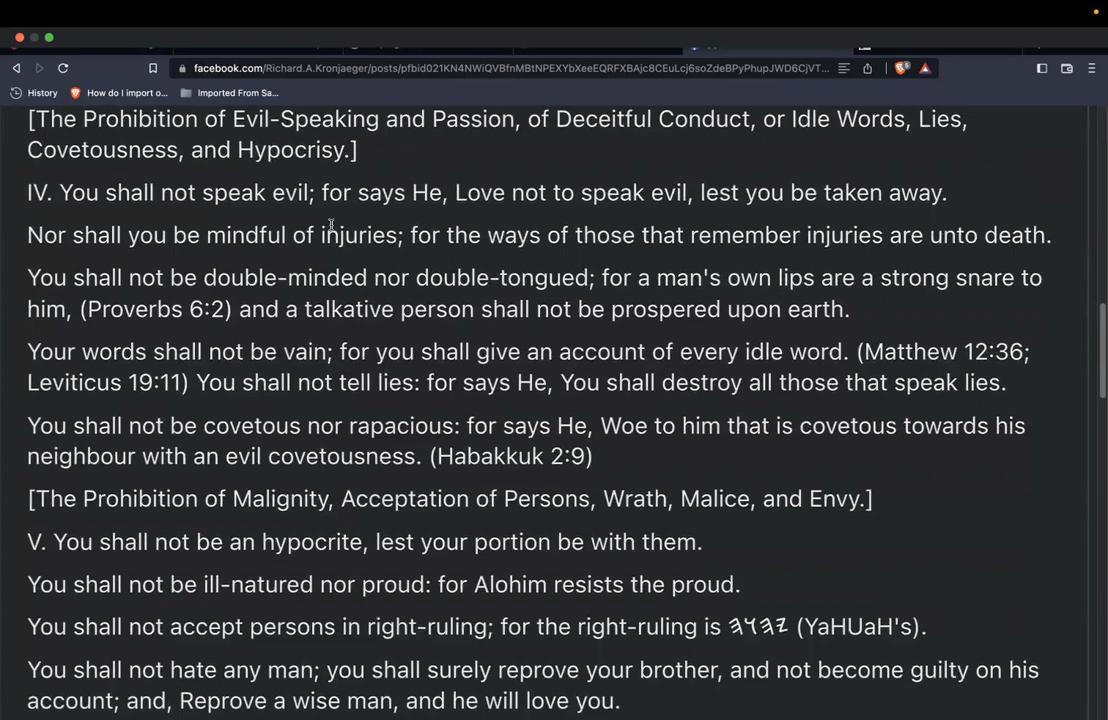 facebook.com/Richard.A.Kronjaeger/posts/pfbid021KN4NWiQVBfnMBtNPEXYbXeeEQRFXBAjc8CEuLcj6soZdeBPyPhupJWD6CjVT...
History How do I import o... Imported From Sa...
[The Prohibition of Evil-Speaking and Passion, of Deceitful Conduct, or Idle Words, Lies,
Covetousness, and Hypocrisy.]
IV. You shall not speak evil; for says He, Love not to speak evil, lest you be taken away.
Nor shall you be mindful of injuries; for the ways of those that remember injuries are unto death.
You shall not be double-minded nor double-tongued; for a man's own lips are a strong snare to
him, (Proverbs 6:2) and a talkative person shall not be prospered upon earth.
Your words shall not be vain; for you shall give an account of every idle word. (Matthew 12:36;
Leviticus 19:11) You shall not tell lies: for says He, You shall destroy all those that speak lies.
You shall not be covetous nor rapacious: for says He, Woe to him that is covetous towards his
neighbour with an evil covetousness. (Habakkuk 2:9)
[The Prohibition of Malignity, Acceptation of Persons, Wrath, Malice, and Envy.]
V. You shall not be an hypocrite, lest your portion be with them.
You shall not be ill-natured nor proud: for Alohim resists the proud.
You shall not accept persons in right-ruling; for the right-ruling is 𐤉𐤄𐤅𐤄 (YaHUaH's).
You shall not hate any man; you shall surely reprove your brother, and not become guilty on his
account; and, Reprove a wise man, and he will love you.